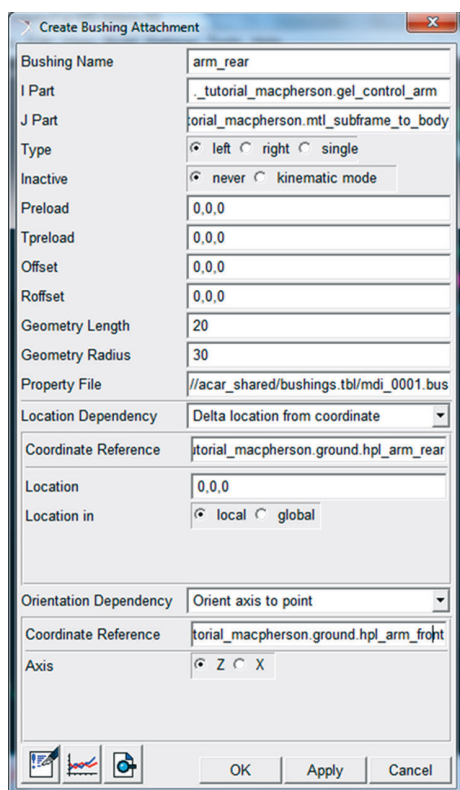 Create Bushing Attachment
Bushing Name arm_rear
I Part ._tutorial_macpherson.gel_control_arm
J Part torial_macpherson.mtl_subframe_to_body
Type left right single
Inactive never kinematic mode
Preload 0,0,0
Tpreload 0,0,0
Offset 0,0,0
Roffset 0,0,0
Geometry Length 20
Geometry Radius 30
Property File //acar_shared/bushings.tbl/mdi_0001.bus
Location Dependency Delta location from coordinate
Coordinate Reference utorial_macpherson.ground.hpl_arm_rear
Location 0,0,0
Location in local global
Orientation Dependency Orient axis to point
Coordinate Reference torial_macpherson.ground.hpl_arm_front
Axis Z X
OK Apply Cancel